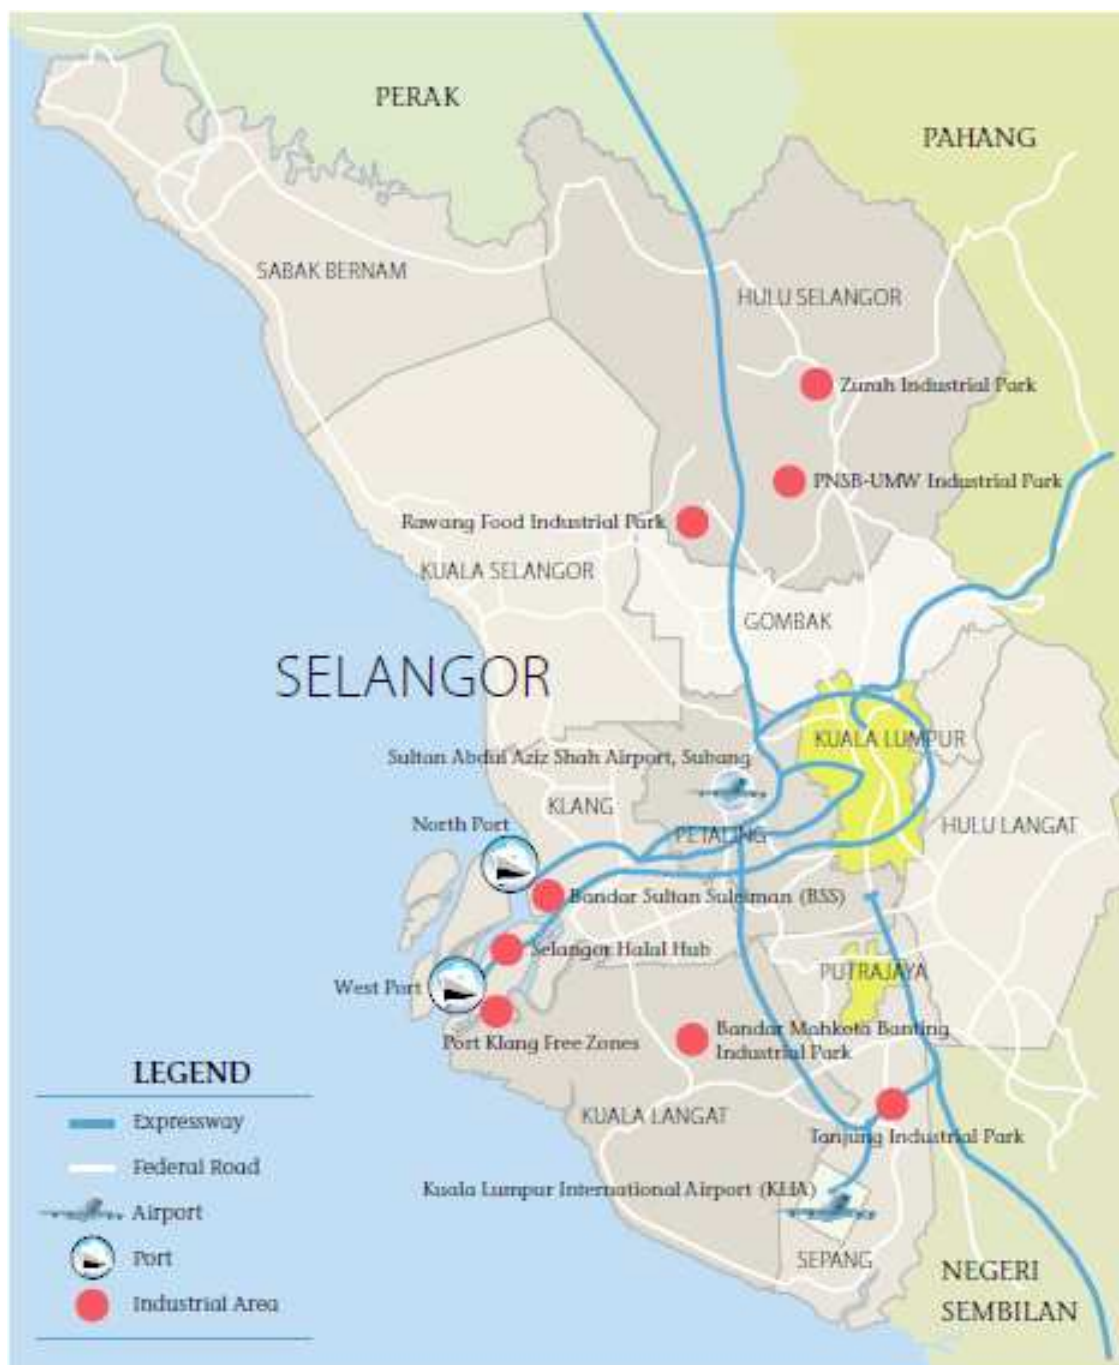 PERAK
PAHANG
SABAK BERNAM
HULU SELANGOR
Zurah Industrial Park
PNSB-UMW Industrial Park
Rawang Food Industrial Park
KUALA SELANGOR
GOMBAK
SELANGOR
KUALA LUMPUR
Sultan Abdul Aziz Shah Airport, Subang
KLANG
HULU LANGAT
North Port
PETALING
Bandar Sultan Suleiman (BSS)
Selangor Halal Hub
PUTRAJAYA
West Port
Port Klang Free Zones
Bandar Mahkota Banting
Industrial Park
KUALA LANGAT
Tanjung Industrial Park
Kuala Lumpur International Airport (KLIA)
SEPANG
NEGERI
SEMBILAN
LEGEND
Expressway
Federal Road
Airport
Port
Industrial Area